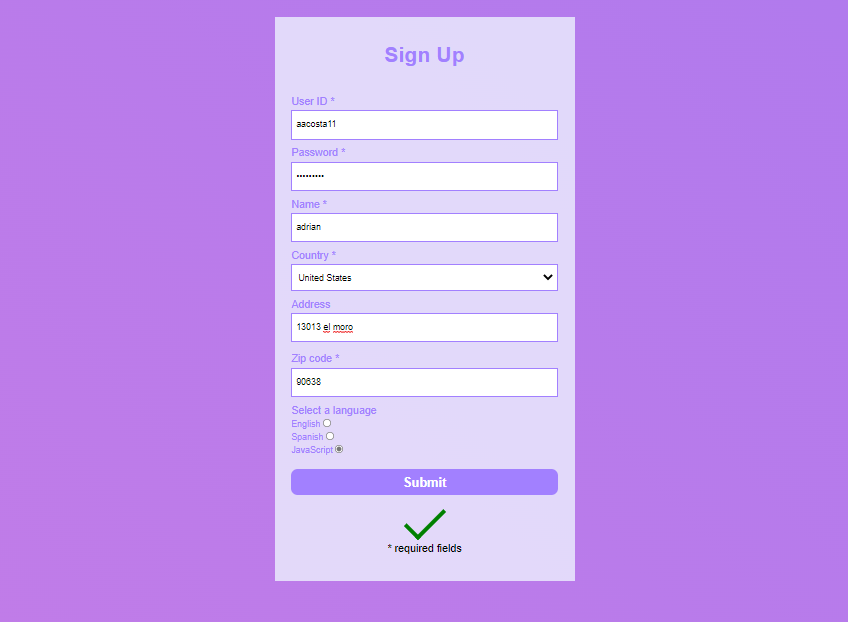 Sign Up
User ID *
aacosta11
Password *
•••••••••
Name *
adrian
Country *
United States
Address
13013 el moro
Zip code *
90638
Select a language
English
Spanish
JavaScript
Submit
* required fields